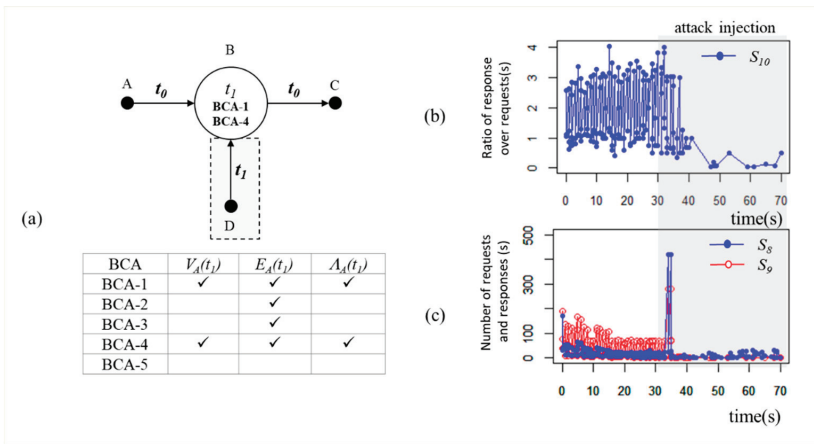 (a)
A
B
C
D
t0
t1
BCA-1
BCA-4
t0
t1
BCA VA(t1) EA(t1) ΛA(t1)
BCA-1 ✓ ✓ ✓
BCA-2 ✓
BCA-3 ✓
BCA-4 ✓ ✓ ✓
BCA-5
(b)
attack injection
S10
Ratio of response
over requests(s)
4
3
2
1
0
0 10 20 30 40 50 60 70
time(s)
(c)
S8
S9
Number of requests
and responses (s)
500
300
100
0
0 10 20 30 40 50 60 70
time(s)